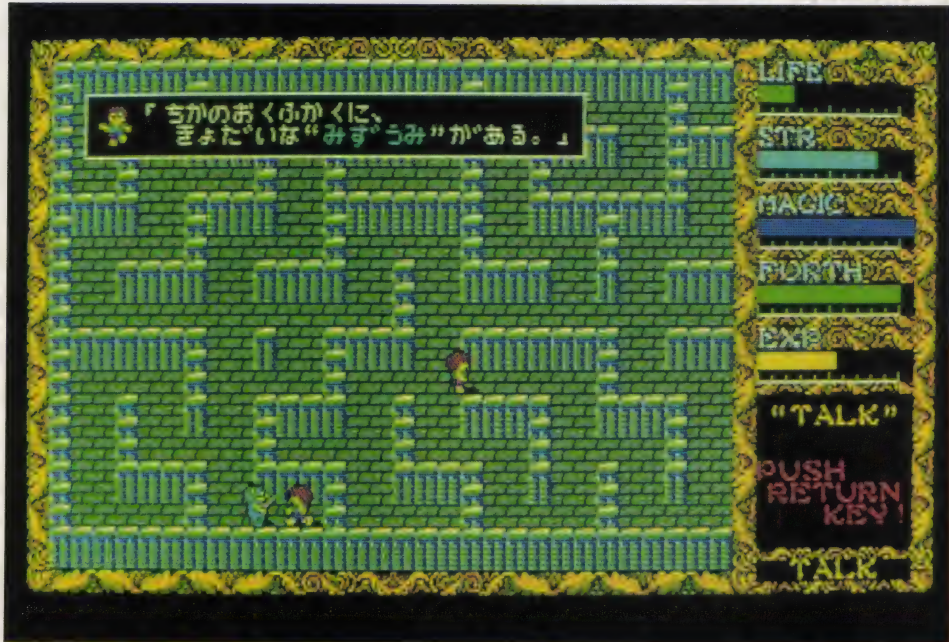 「ちかのおくふかくに、
きょだいな“みずうみ”がある。」
LIFE
STR.
MAGIC
FORTH
EXP
“TALK”
PUSH
RETURN
KEY!
TALK